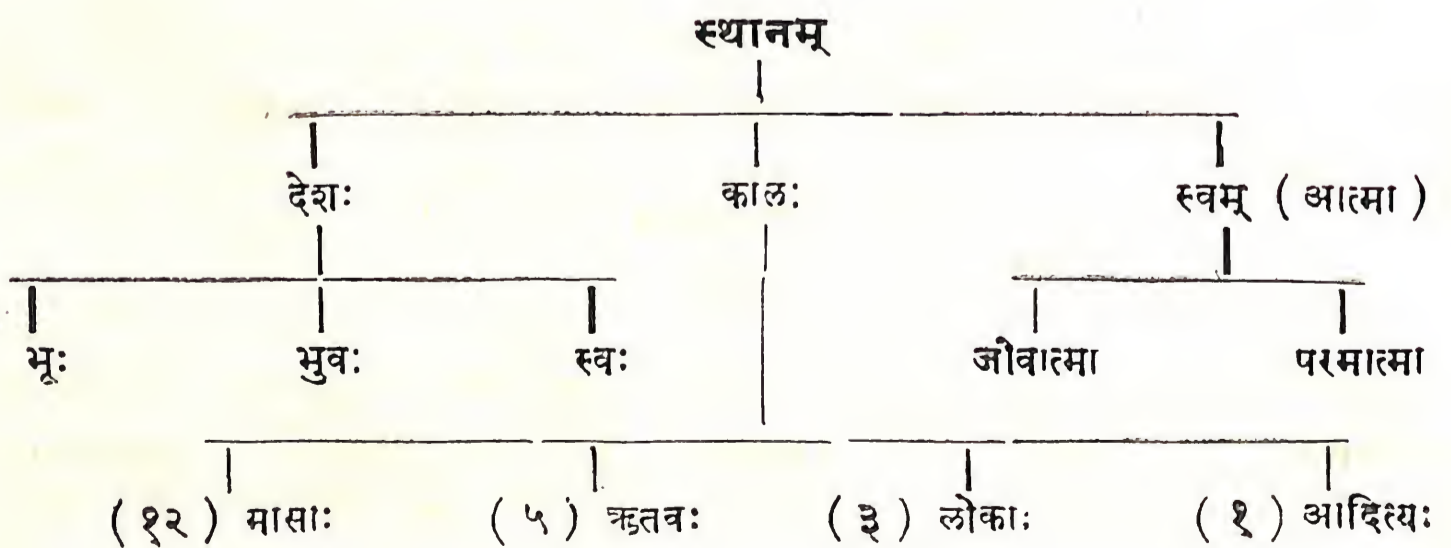 स्थानम्
देशः कालः स्वम् ( आत्मा )
भूः भुवः स्वः जीवात्मा परमात्मा
( १२ ) मासाः ( ५ ) ऋतवः ( ३ ) लोकाः ( १ ) आदित्यः